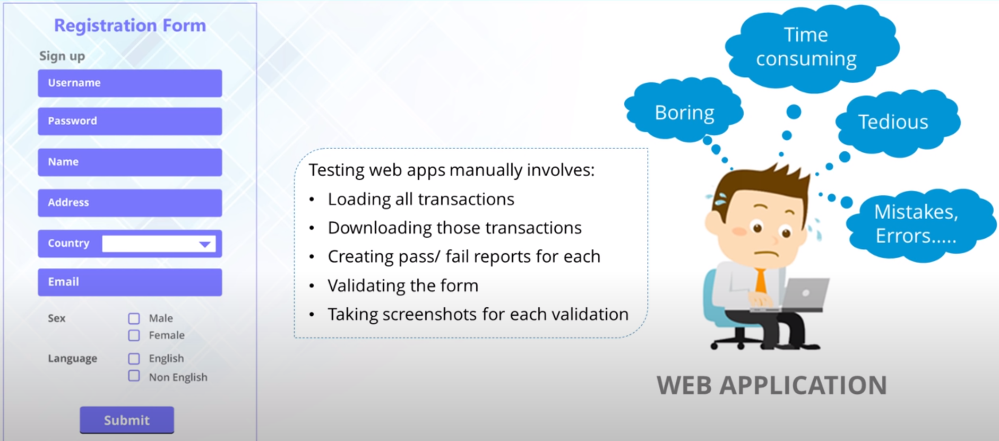 Registration Form
Sign up
Username
Password
Name
Address
Country
Email
Sex
Male
Female
Language
English
Non English
Submit
Testing web apps manually involves:
• Loading all transactions
• Downloading those transactions
• Creating pass/ fail reports for each
• Validating the form
• Taking screenshots for each validation
Time
consuming
Boring
Tedious
Mistakes,
Errors.....
WEB APPLICATION